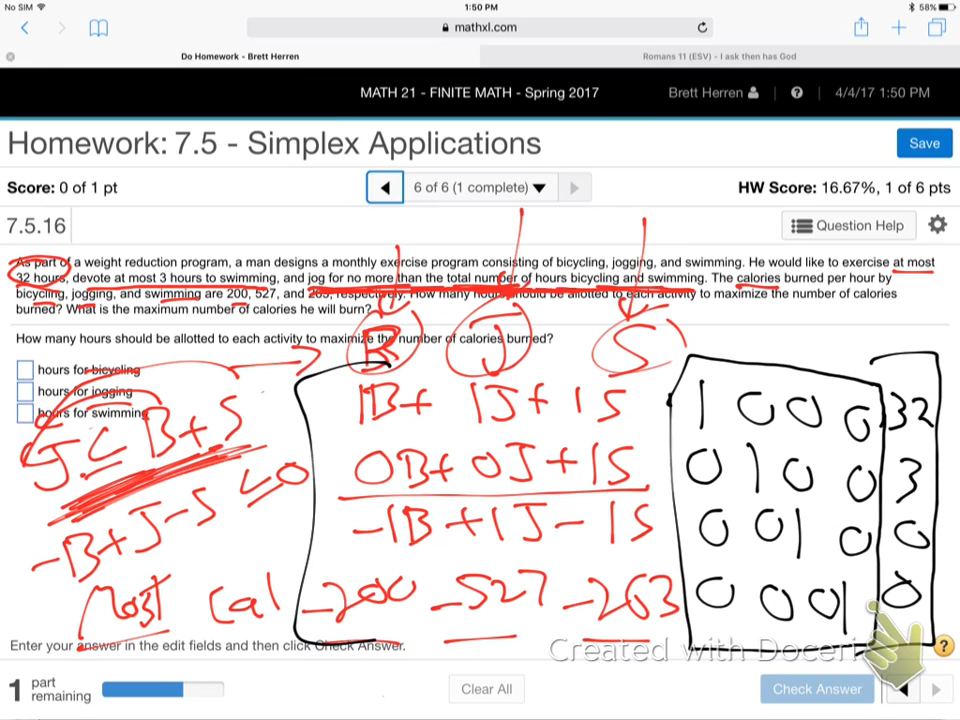 No SIM 1:50 PM 58%
mathxl.com
Do Homework - Brett Herren Romans 11 (ESV) - I ask then has God
MATH 21 - FINITE MATH - Spring 2017 Brett Herren 4/4/17 1:50 PM
Homework: 7.5 - Simplex Applications Save
Score: 0 of 1 pt 6 of 6 (1 complete) HW Score: 16.67%, 1 of 6 pts
7.5.16 Question Help
As part of a weight reduction program, a man designs a monthly exercise program consisting of bicycling, jogging, and swimming. He would like to exercise at most
32 hours, devote at most 3 hours to swimming, and jog for no more than the total number of hours bicycling and swimming. The calories burned per hour by
bicycling, jogging, and swimming are 200, 527, and 263, respectively. How many hours should be allotted to each activity to maximize the number of calories
burned? What is the maximum number of calories he will burn?
How many hours should be allotted to each activity to maximize the number of calories burned?
B J S
hours for bicycling
hours for jogging
hours for swimming
1B+ 1J+ 1S 1 0 0 0 32
J ≤ B+S
0B+ 0J+ 1S 0 1 0 0 3
-B+J-S ≤0
-1B+1J-1S 0 0 1 0 0
Most Cal -200 -527 -263 0 0 0 1 0
Enter your answer in the edit fields and then click Check Answer.
Created with Doceri
?
1 part remaining Clear All Check Answer